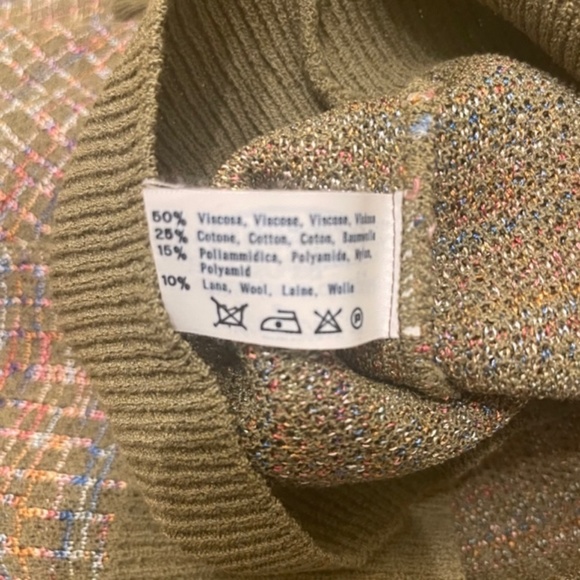 50% Viscosa, Viscose, Viscose, Viskose
25% Cotone, Cotton, Coton, Baumwolle
15% Poliammidica, Polyamide, Nylon,
Polyamid
10% Lana, Wool, Laine, Wolle
P